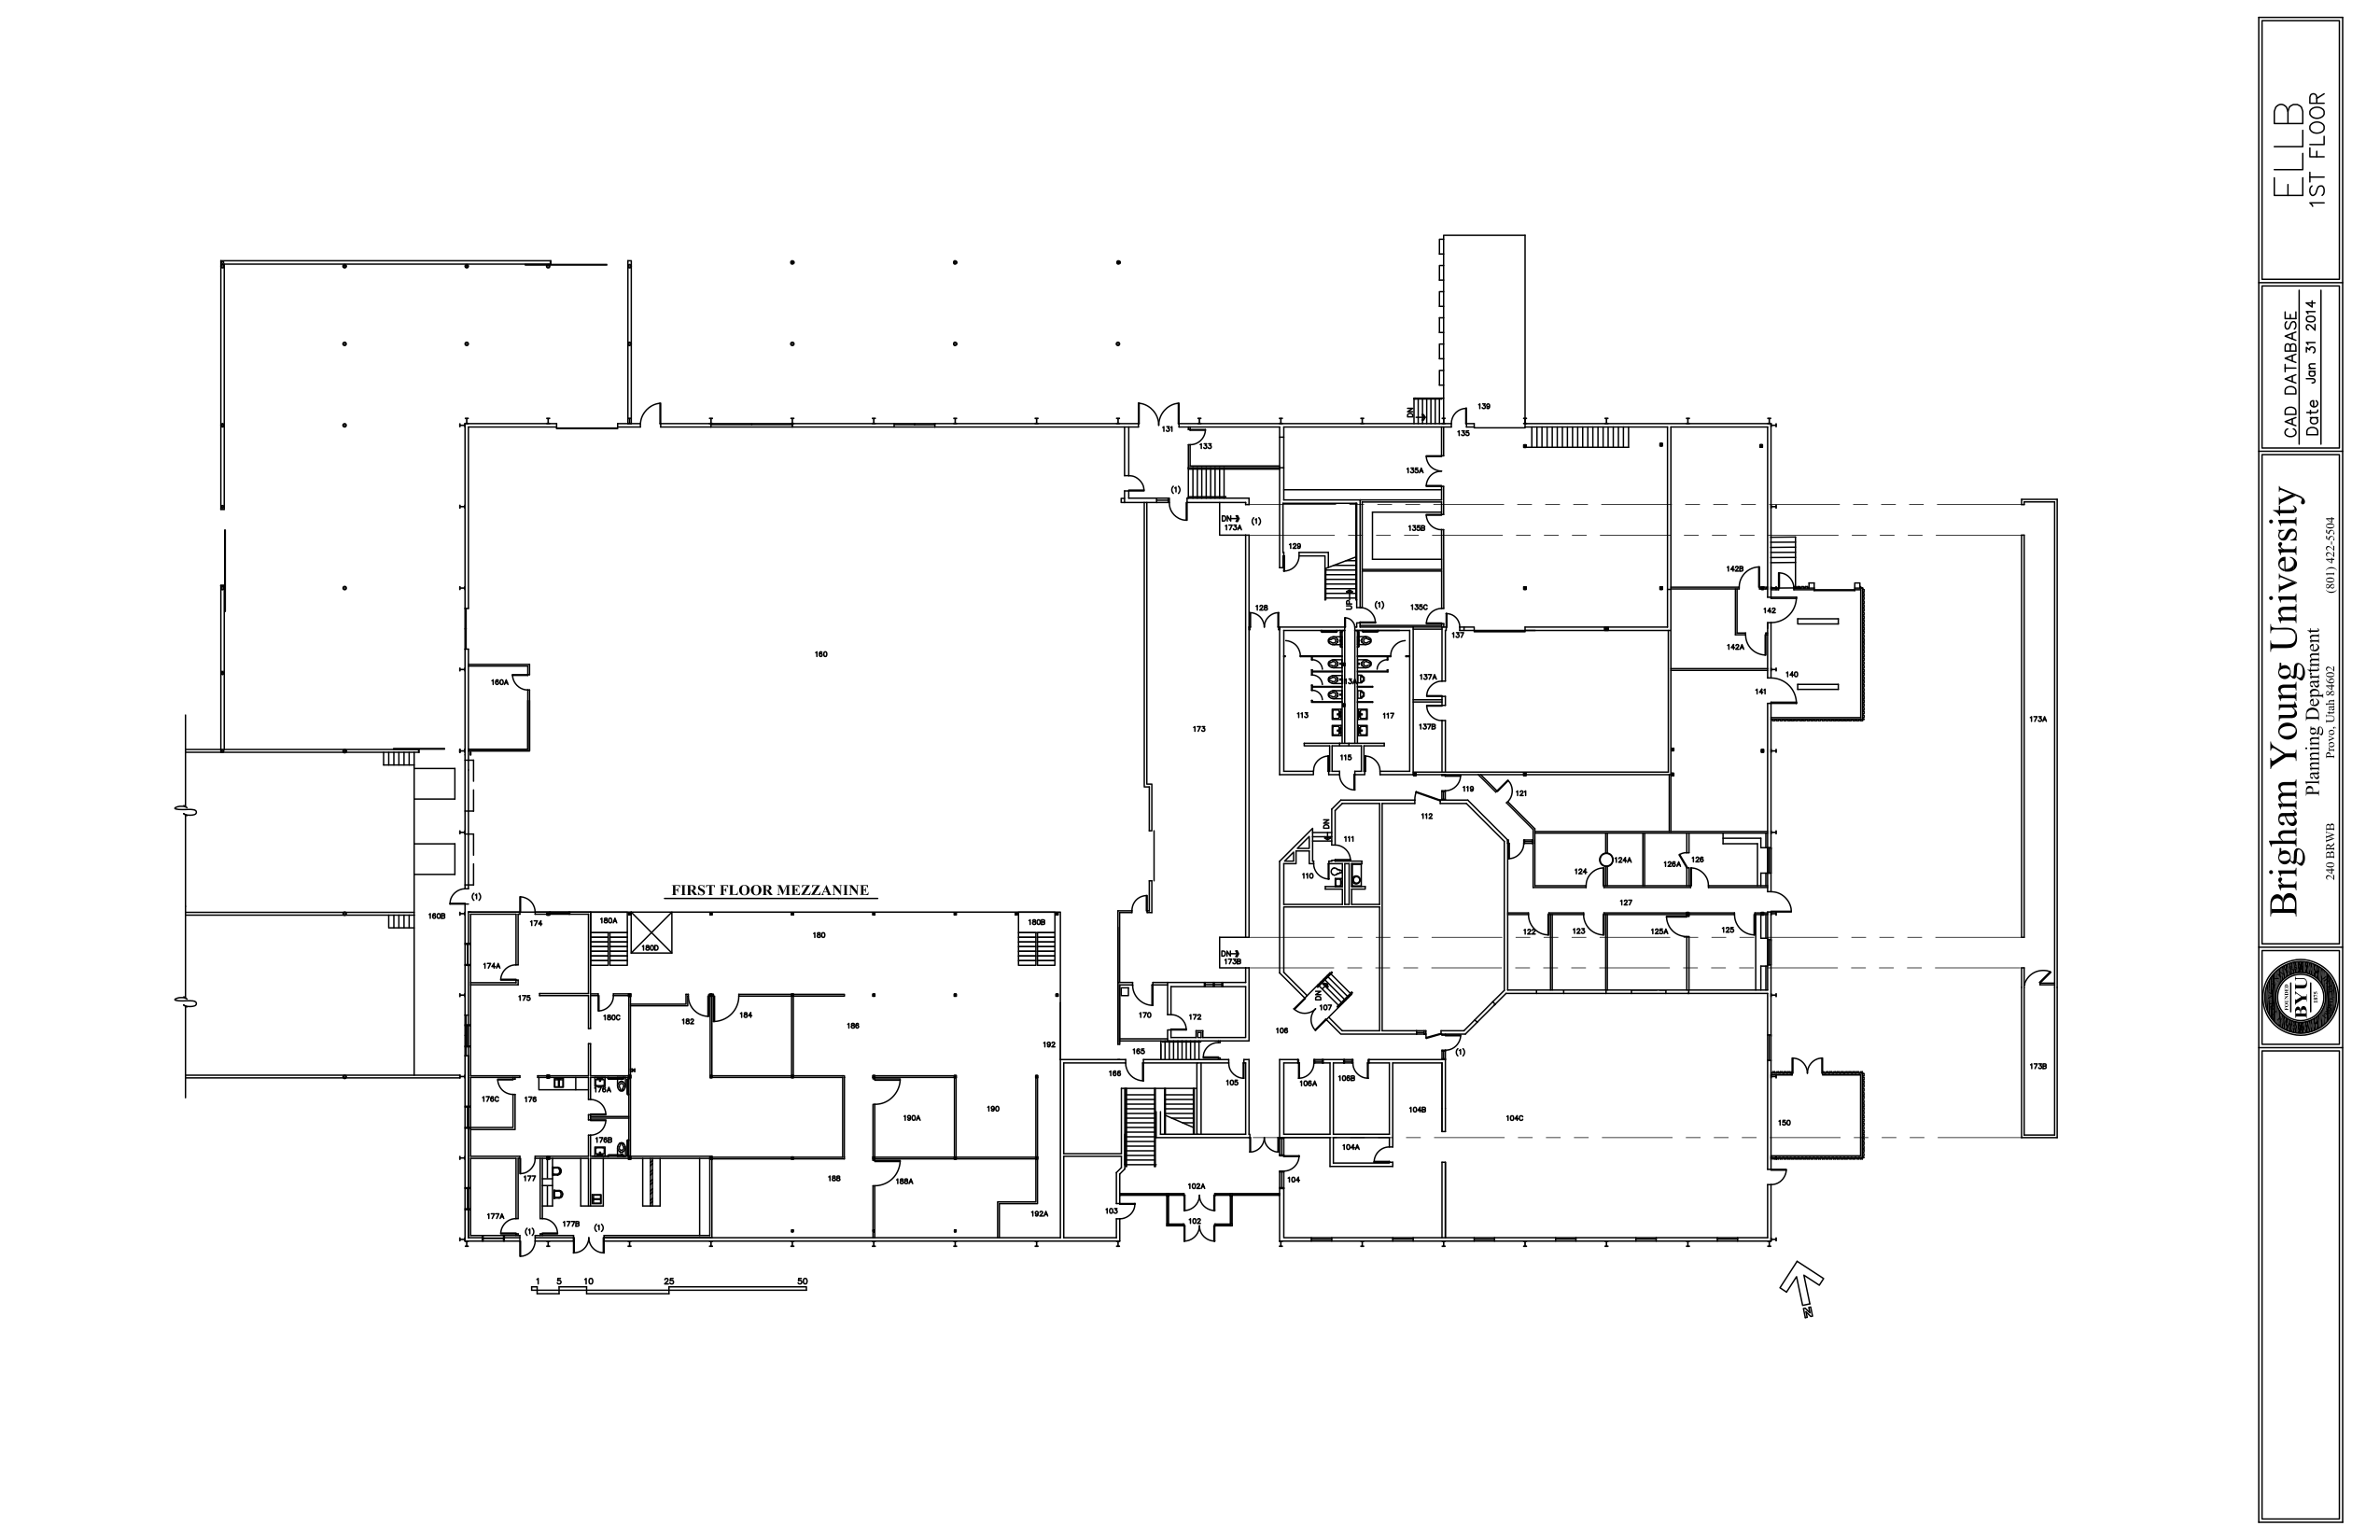 ELLB
1ST FLOOR
CAD DATABASE
Date Jan 31 2014
Brigham Young University
Planning Department
240 BRWB Provo, Utah 84602 (801) 422-5504
FOUNDED
BYU
1875
DN
139
131
135
133
135A
(1)
DN
173A
(1)
135B
129
142B
UP
(1)
135C
128
142
137
142A
160
160A
137A
140
141
113
13A
117
137B
173
173A
115
119
121
112
DN
111
124
124A
126A
126
110
FIRST FLOOR MEZZANINE
(1)
127
160B
174
180A
180D
180
180B
122
123
125A
125
DN
173B
174A
175
180C
182
184
186
192
170
172
DN
107
106
165
(1)
166
105
106A
106B
173B
176C
176
176A
190A
190
104B
104C
150
176B
104A
177
188
188A
104
177A
177B
(1)
(1)
192A
103
102A
102
1 5 10 25 50
N